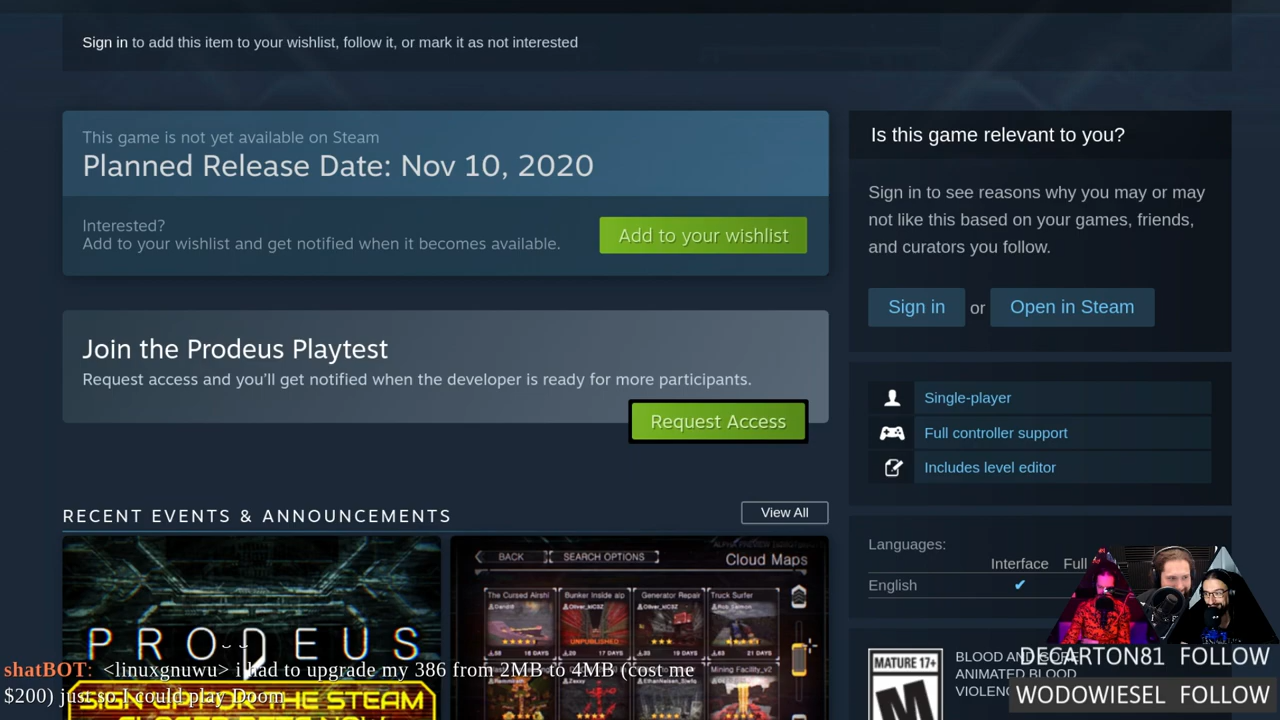 Sign in to add this item to your wishlist, follow it, or mark it as not interested
This game is not yet available on Steam
Planned Release Date: Nov 10, 2020
Interested?
Add to your wishlist and get notified when it becomes available.
Add to your wishlist
Join the Prodeus Playtest
Request access and you'll get notified when the developer is ready for more participants.
Request Access
RECENT EVENTS & ANNOUNCEMENTS
View All
PRODEUS
BACK
SEARCH OPTIONS
Cloud Maps
The Cursed Airshi
Bunker Inside aip
Generator Repair
Truck Surfer
UNPUBLISHED
Mining Facility_v2
shatBOT: <linuxgnuwu> i had to upgrade my 386 from 2MB to 4MB (cost me
$200) just so I could play Doom
SIGN UP FOR THE STEAM
Is this game relevant to you?
Sign in to see reasons why you may or may
not like this based on your games, friends,
and curators you follow.
Sign in or Open in Steam
Single-player
Full controller support
Includes level editor
Languages:
Interface Full
English ✔
MATURE 17+
M
BLOOD AND GORE
ANIMATED BLOOD
DECARTON81 FOLLOW
WODOWIESEL FOLLOW